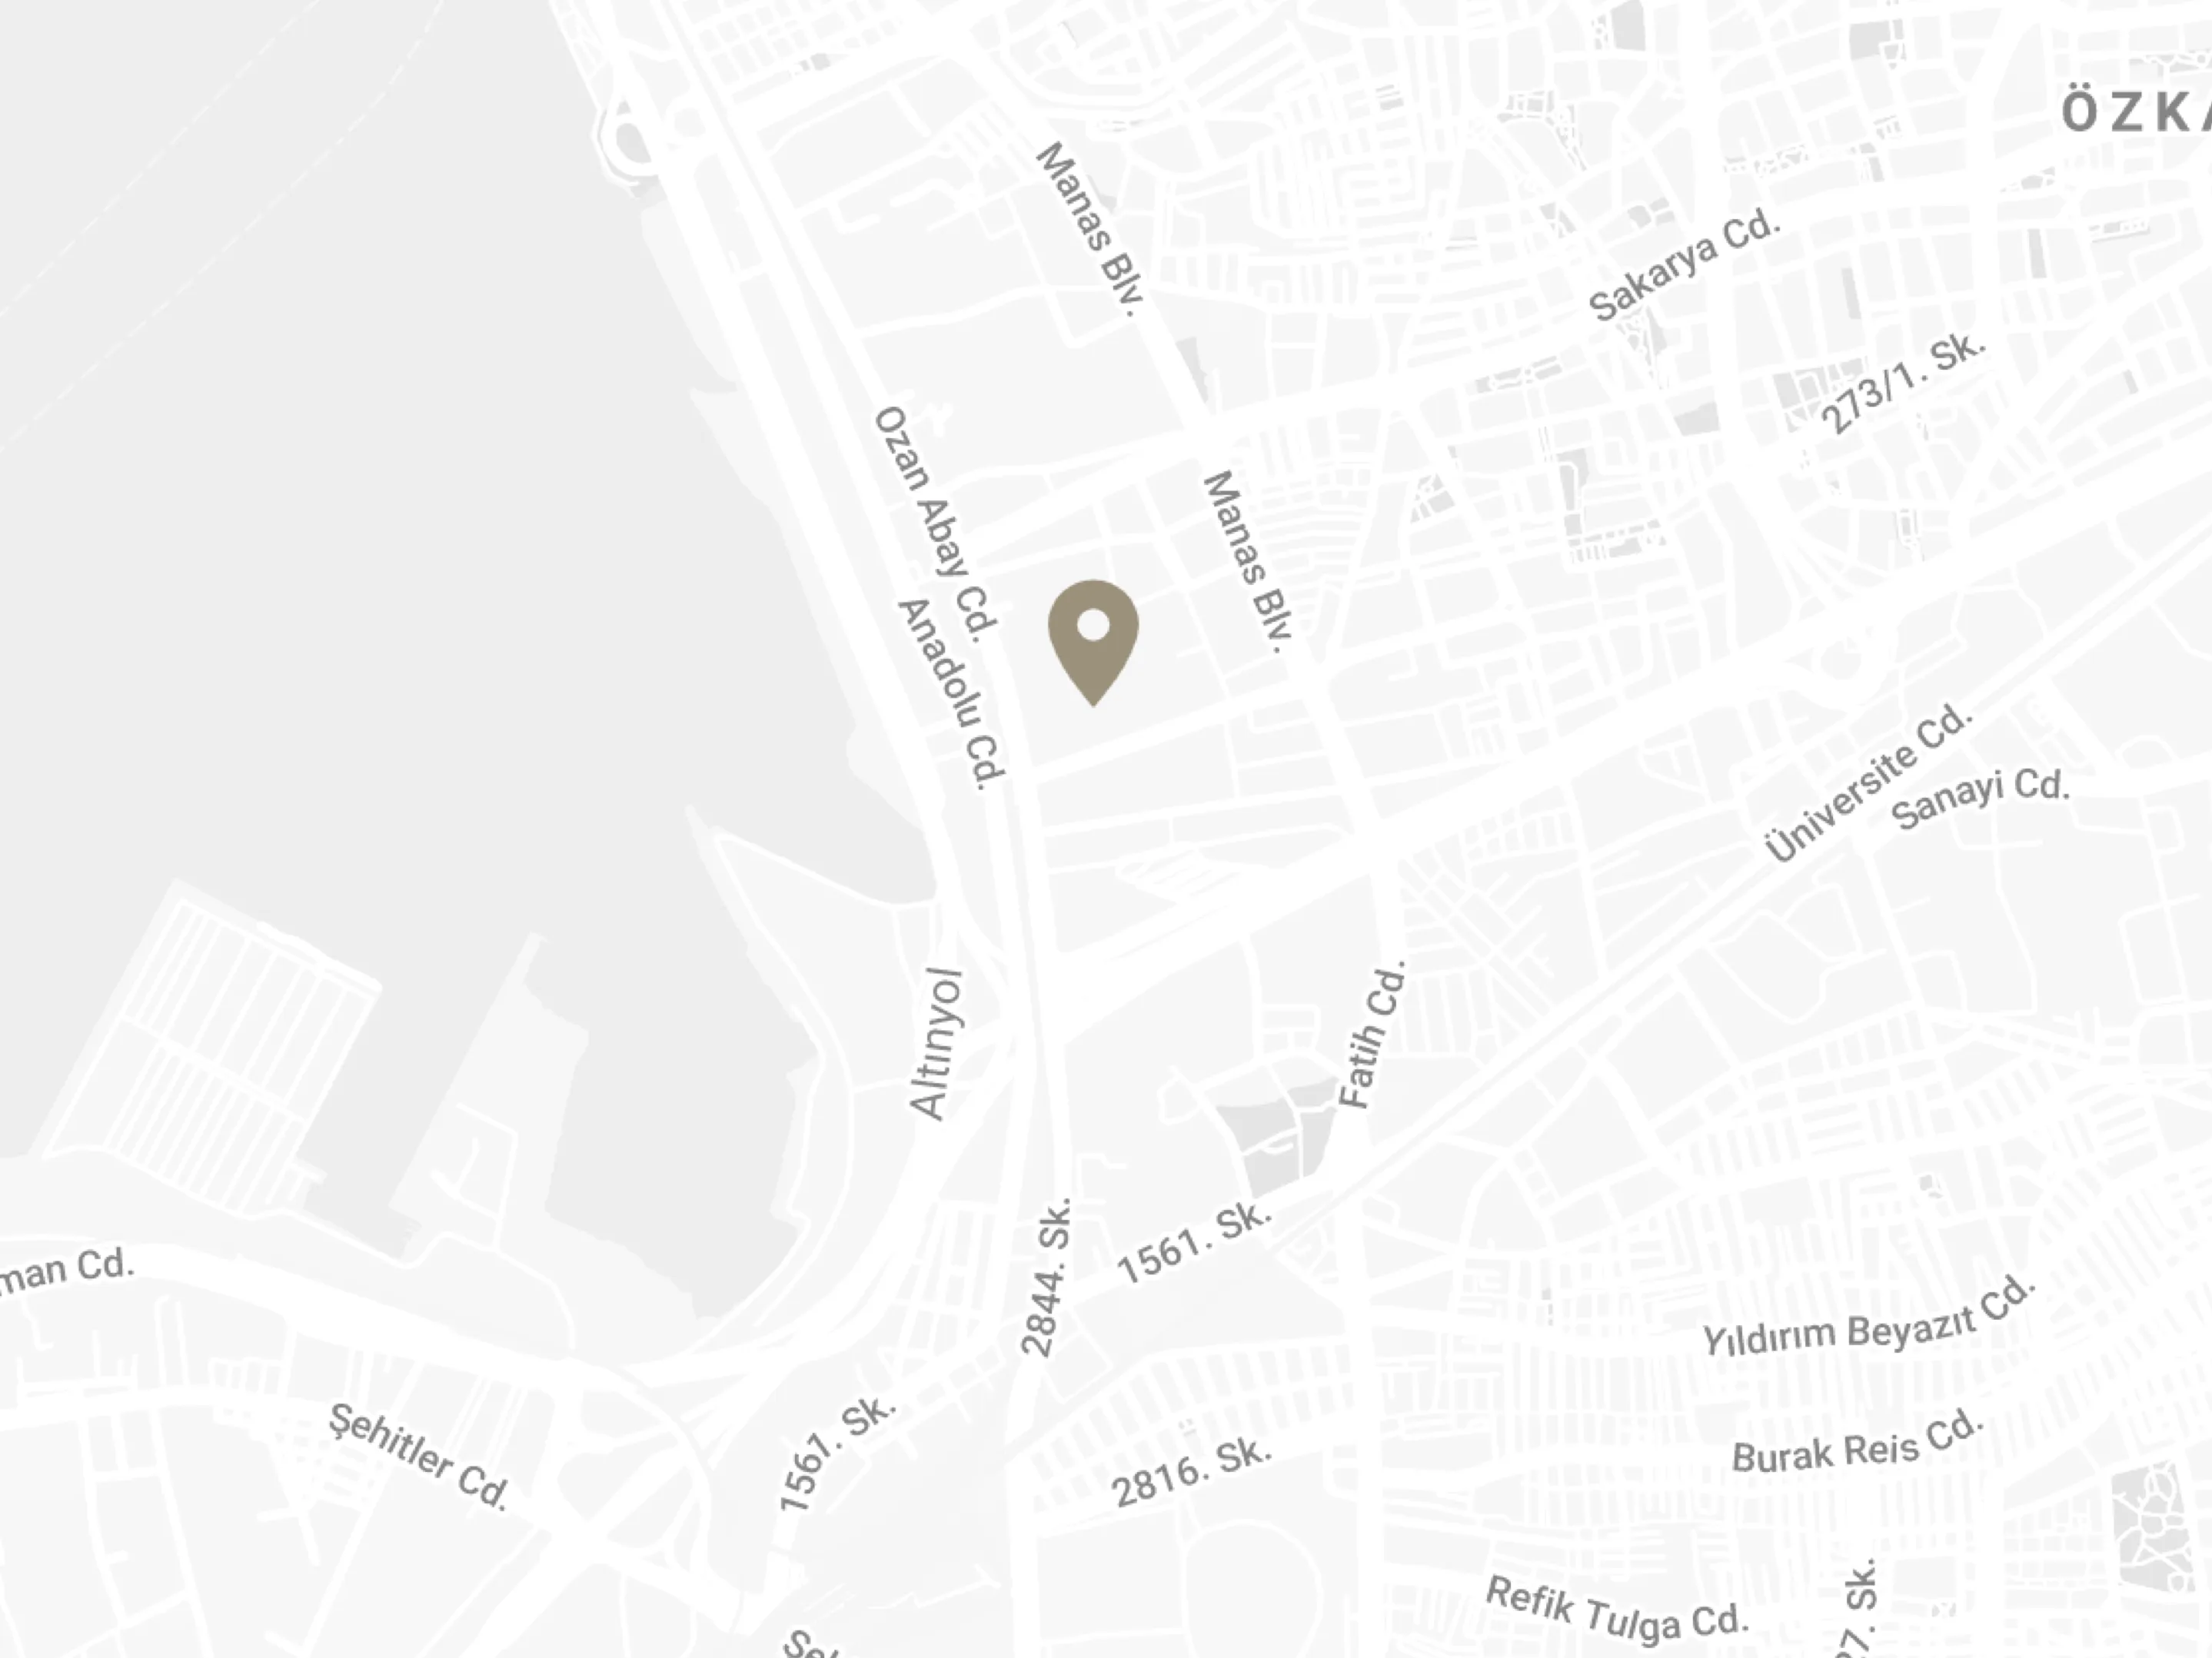 ÖZKA
Manas Blv.
Sakarya Cd.
273/1. Sk.
Ozan Abay Cd.
Manas Blv.
Anadolu Cd.
Üniversite Cd.
Sanayi Cd.
Altınyol
Fatih Cd.
2844. Sk.
1561. Sk.
man Cd.
Yıldırım Beyazıt Cd.
Şehitler Cd.
1567. Sk.
2816. Sk.
Burak Reis Cd.
Refik Tulga Cd.
97. Sk.